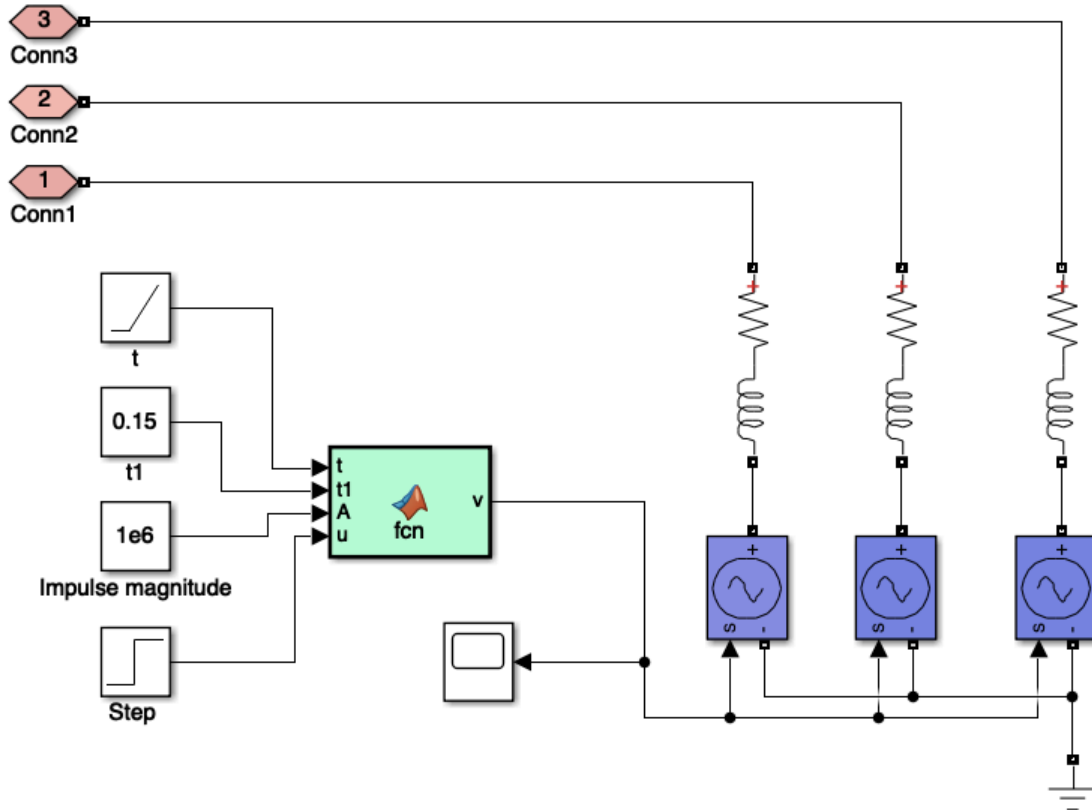 3
Conn3
2
Conn2
1
Conn1
t
0.15
t1
1e6
Impulse magnitude
Step
t
t1
A
u
v
fcn
+
+
+
+
s
-
+
s
-
+
s
-